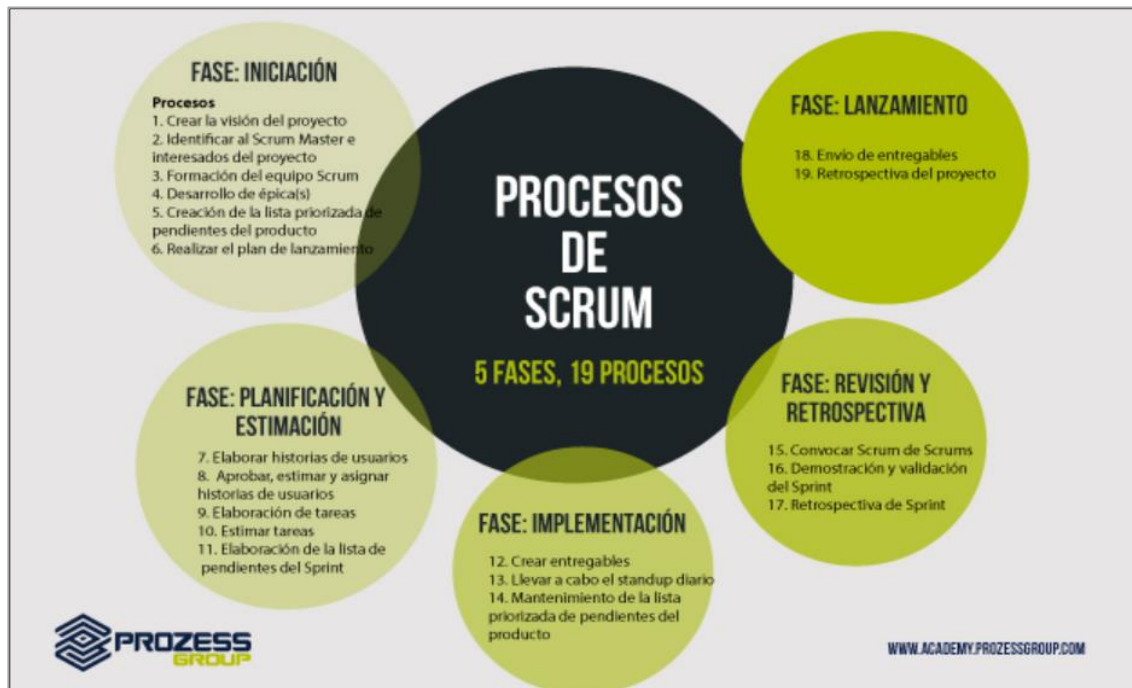 FASE: INICIACIÓN
Procesos
1. Crear la visión del proyecto
2. Identificar al Scrum Master e
interesados del proyecto
3. Formación del equipo Scrum
4. Desarrollo de épica(s)
5. Creación de la lista priorizada de
pendientes del producto
6. Realizar el plan de lanzamiento
PROCESOS
DE
SCRUM
5 FASES, 19 PROCESOS
FASE: LANZAMIENTO
18. Envío de entregables
19. Retrospectiva del proyecto
FASE: PLANIFICACIÓN Y
ESTIMACIÓN
7. Elaborar historias de usuarios
8. Aprobar, estimar y asignar
historias de usuarios
9. Elaboración de tareas
10. Estimar tareas
11. Elaboración de la lista de
pendientes del Sprint
FASE: IMPLEMENTACIÓN
12. Crear entregables
13. Llevar a cabo el standup diario
14. Mantenimiento de la lista
priorizada de pendientes del
producto
FASE: REVISIÓN Y
RETROSPECTIVA
15. Convocar Scrum de Scrums
16. Demostración y validación
del Sprint
17. Retrospectiva de Sprint
PROZESS
GROUP
WWW.ACADEMY.PROZESSGROUP.COM